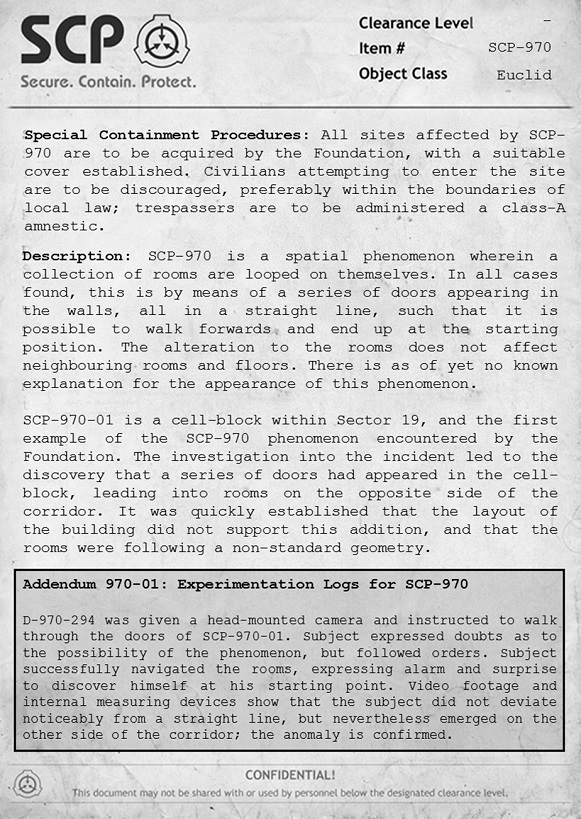 SCP
Secure. Contain. Protect.
Clearance Level –
Item # SCP-970
Object Class Euclid
Special Containment Procedures: All sites affected by SCP-
970 are to be acquired by the Foundation, with a suitable
cover established. Civilians attempting to enter the site
are to be discouraged, preferably within the boundaries of
local law; trespassers are to be administered a class-A
amnestic.
Description: SCP-970 is a spatial phenomenon wherein a
collection of rooms are looped on themselves. In all cases
found, this is by means of a series of doors appearing in
the walls, all in a straight line, such that it is
possible to walk forwards and end up at the starting
position. The alteration to the rooms does not affect
neighbouring rooms and floors. There is as of yet no known
explanation for the appearance of this phenomenon.
SCP-970-01 is a cell-block within Sector 19, and the first
example of the SCP-970 phenomenon encountered by the
Foundation. The investigation into the incident led to the
discovery that a series of doors had appeared in the cell-
block, leading into rooms on the opposite side of the
corridor. It was quickly established that the layout of
the building did not support this addition, and that the
rooms were following a non-standard geometry.
Addendum 970-01: Experimentation Logs for SCP-970
D-970-294 was given a head-mounted camera and instructed to walk
through the doors of SCP-970-01. Subject expressed doubts as to
the possibility of the phenomenon, but followed orders. Subject
successfully navigated the rooms, expressing alarm and surprise
to discover himself at his starting point. Video footage and
internal measuring devices show that the subject did not deviate
noticeably from a straight line, but nevertheless emerged on the
other side of the corridor; the anomaly is confirmed.
CONFIDENTIAL!
This document may not be shared with or used by personnel below the designated clearance level.